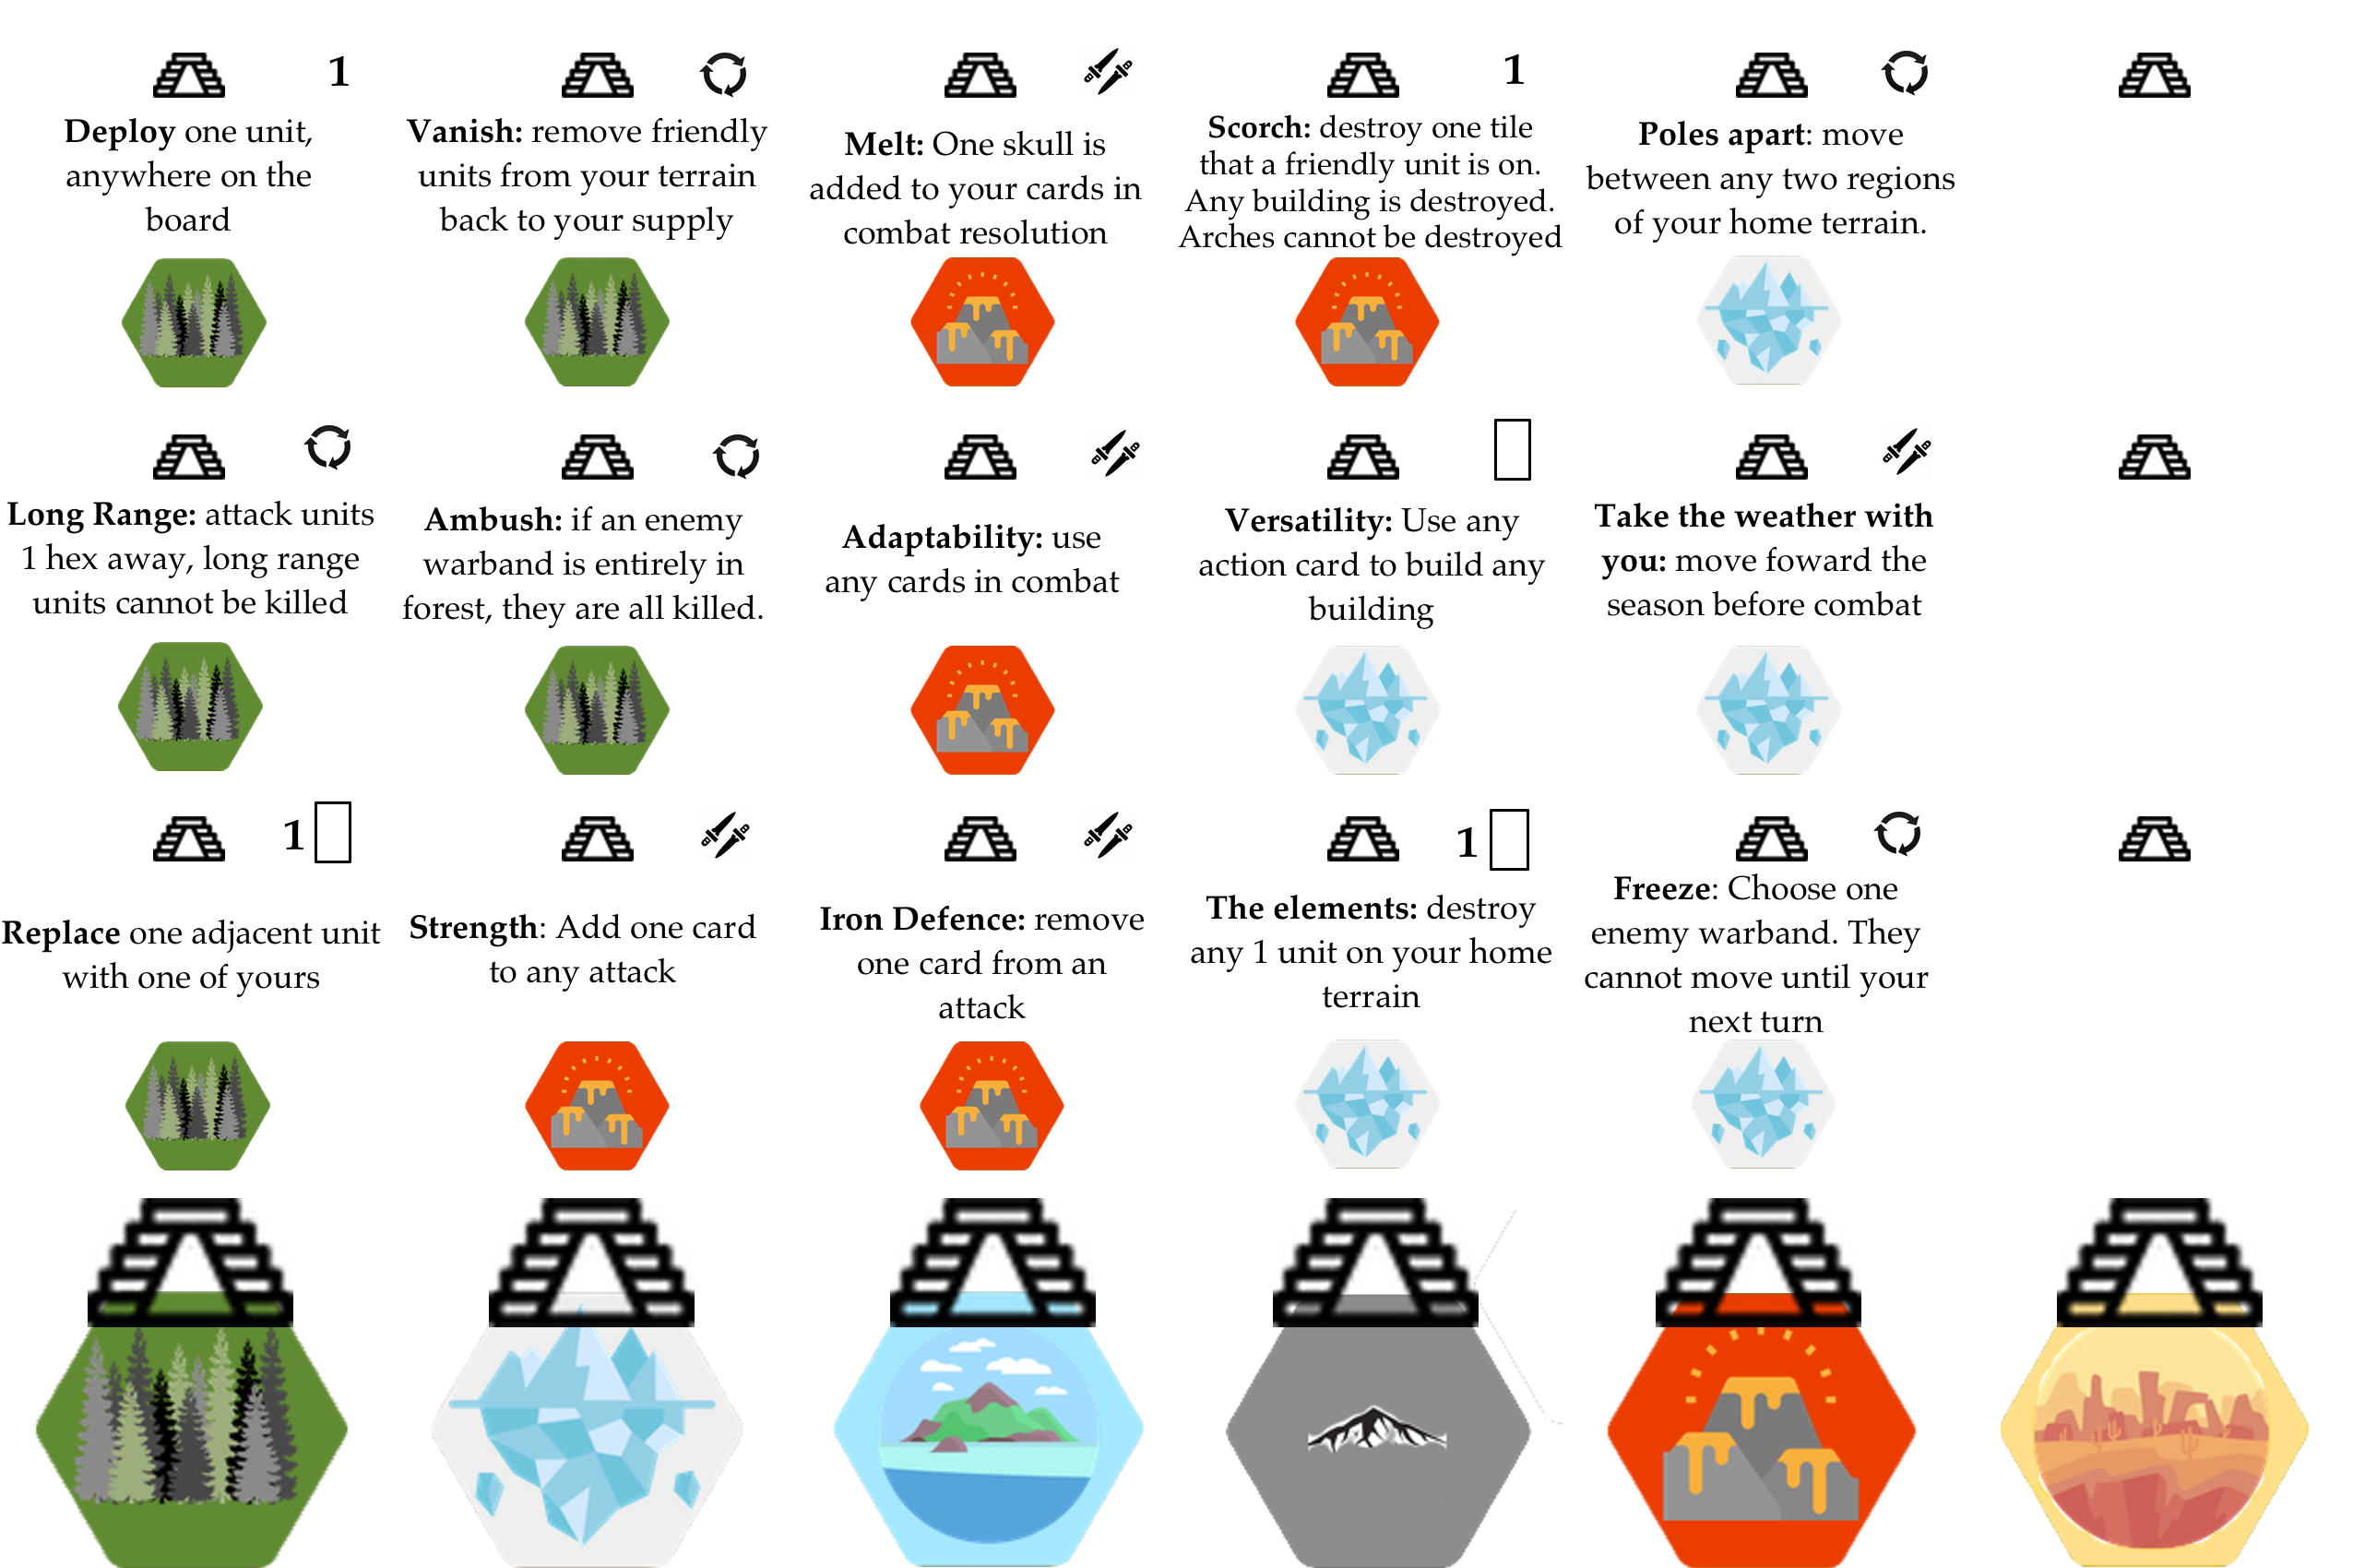 1
Deploy one unit,
anywhere on the
board
Vanish: remove friendly
units from your terrain
back to your supply
Melt: One skull is
added to your cards in
combat resolution
1
Scorch: destroy one tile
that a friendly unit is on.
Any building is destroyed.
Arches cannot be destroyed
Poles apart: move
between any two regions
of your home terrain.
Long Range: attack units
1 hex away, long range
units cannot be killed
Ambush: if an enemy
warband is entirely in
forest, they are all killed.
Adaptability: use
any cards in combat
Versatility: Use any
action card to build any
building
Take the weather with
you: move foward the
season before combat
1
Replace one adjacent unit
with one of yours
Strength: Add one card
to any attack
Iron Defence: remove
one card from an
attack
1
The elements: destroy
any 1 unit on your home
terrain
Freeze: Choose one
enemy warband. They
cannot move until your
next turn